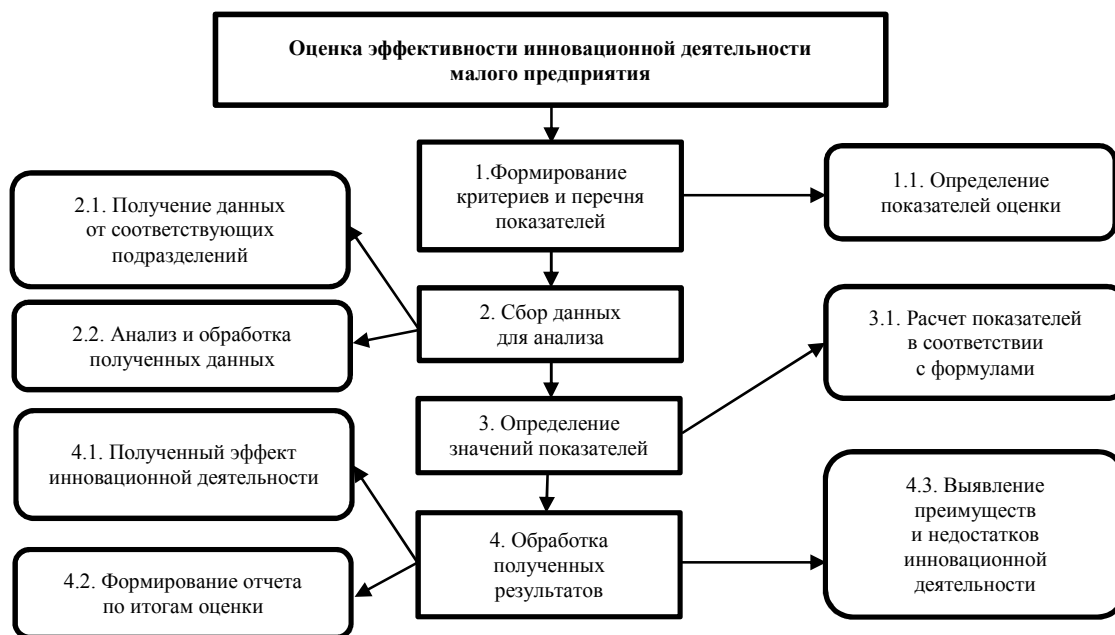 Оценка эффективности инновационной деятельности
малого предприятия
1.Формирование
критериев и перечня
показателей
1.1. Определение
показателей оценки
2.1. Получение данных
от соответствующих
подразделений
2. Сбор данных
для анализа
2.2. Анализ и обработка
полученных данных
3.1. Расчет показателей
в соответствии
с формулами
3. Определение
значений показателей
4.1. Полученный эффект
инновационной деятельности
4. Обработка
полученных
результатов
4.2. Формирование отчета
по итогам оценки
4.3. Выявление
преимуществ
и недостатков
инновационной
деятельности